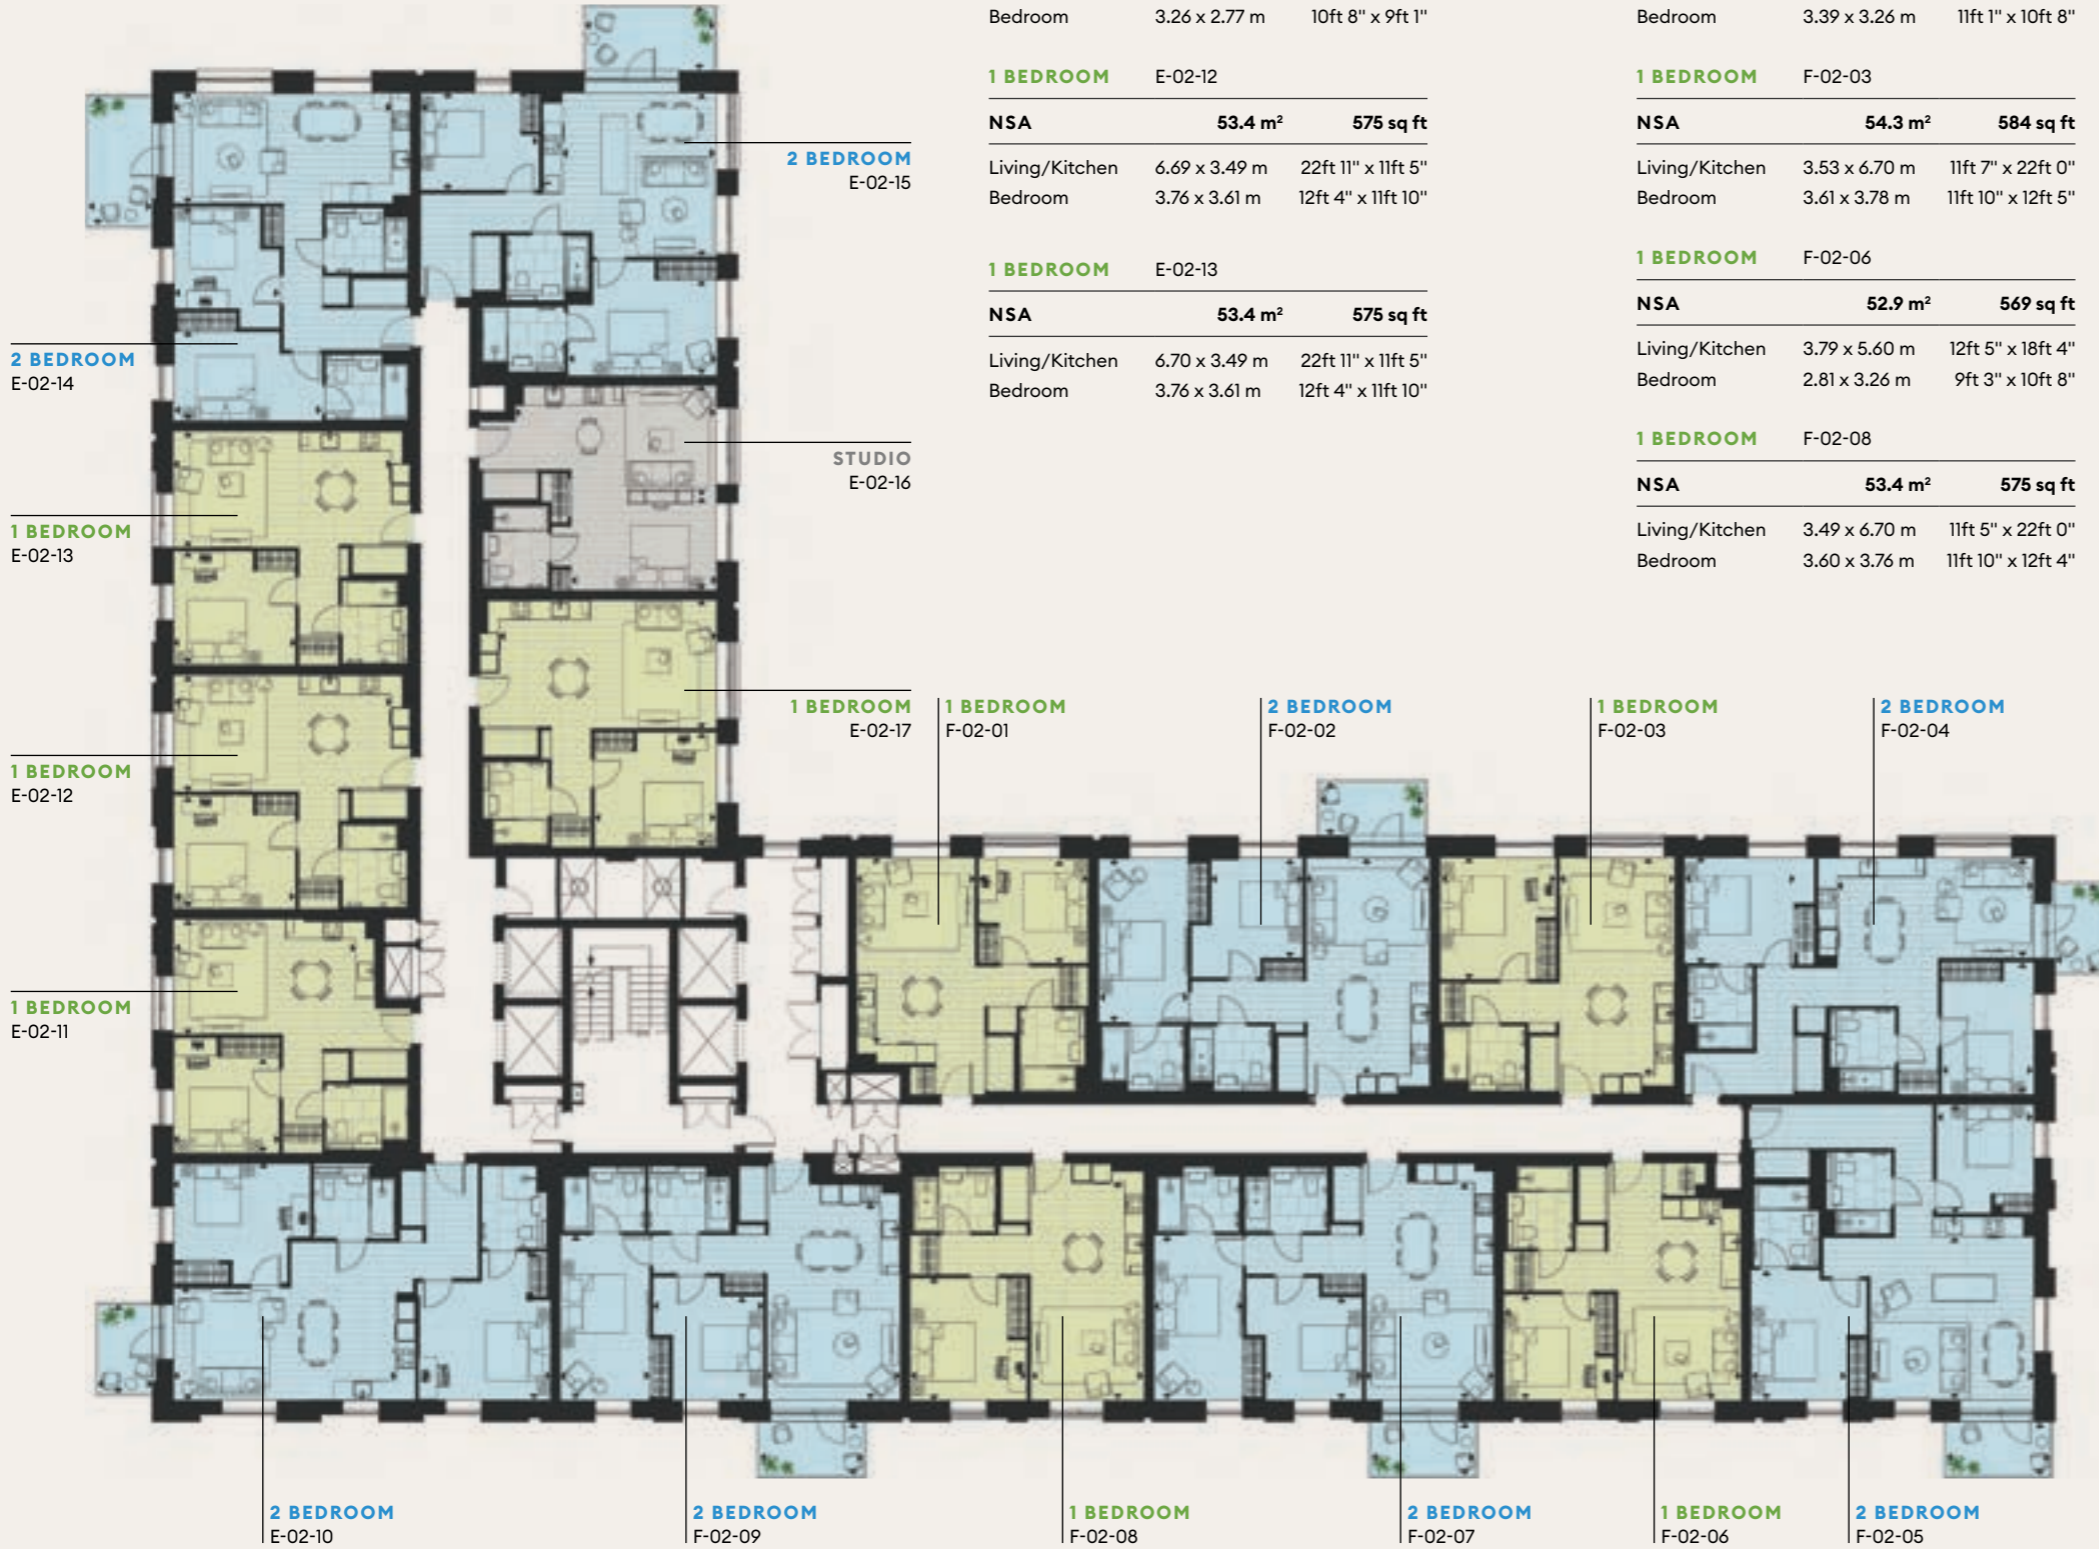 Bedroom 3.26 x 2.77 m 10ft 8" x 9ft 1"
1 BEDROOM E-02-12
NSA 53.4 m² 575 sq ft
Living/Kitchen 6.69 x 3.49 m 22ft 11" x 11ft 5"
Bedroom 3.76 x 3.61 m 12ft 4" x 11ft 10"
1 BEDROOM E-02-13
NSA 53.4 m² 575 sq ft
Living/Kitchen 6.70 x 3.49 m 22ft 11" x 11ft 5"
Bedroom 3.76 x 3.61 m 12ft 4" x 11ft 10"
Bedroom 3.39 x 3.26 m 11ft 1" x 10ft 8"
1 BEDROOM F-02-03
NSA 54.3 m² 584 sq ft
Living/Kitchen 3.53 x 6.70 m 11ft 7" x 22ft 0"
Bedroom 3.61 x 3.78 m 11ft 10" x 12ft 5"
1 BEDROOM F-02-06
NSA 52.9 m² 569 sq ft
Living/Kitchen 3.79 x 5.60 m 12ft 5" x 18ft 4"
Bedroom 2.81 x 3.26 m 9ft 3" x 10ft 8"
1 BEDROOM F-02-08
NSA 53.4 m² 575 sq ft
Living/Kitchen 3.49 x 6.70 m 11ft 5" x 22ft 0"
Bedroom 3.60 x 3.76 m 11ft 10" x 12ft 4"
2 BEDROOM
E-02-15
2 BEDROOM
E-02-14
STUDIO
E-02-16
1 BEDROOM
E-02-13
1 BEDROOM
E-02-17
1 BEDROOM
F-02-01
2 BEDROOM
F-02-02
1 BEDROOM
F-02-03
2 BEDROOM
F-02-04
1 BEDROOM
E-02-12
1 BEDROOM
E-02-11
2 BEDROOM
E-02-10
2 BEDROOM
F-02-09
1 BEDROOM
F-02-08
2 BEDROOM
F-02-07
1 BEDROOM
F-02-06
2 BEDROOM
F-02-05